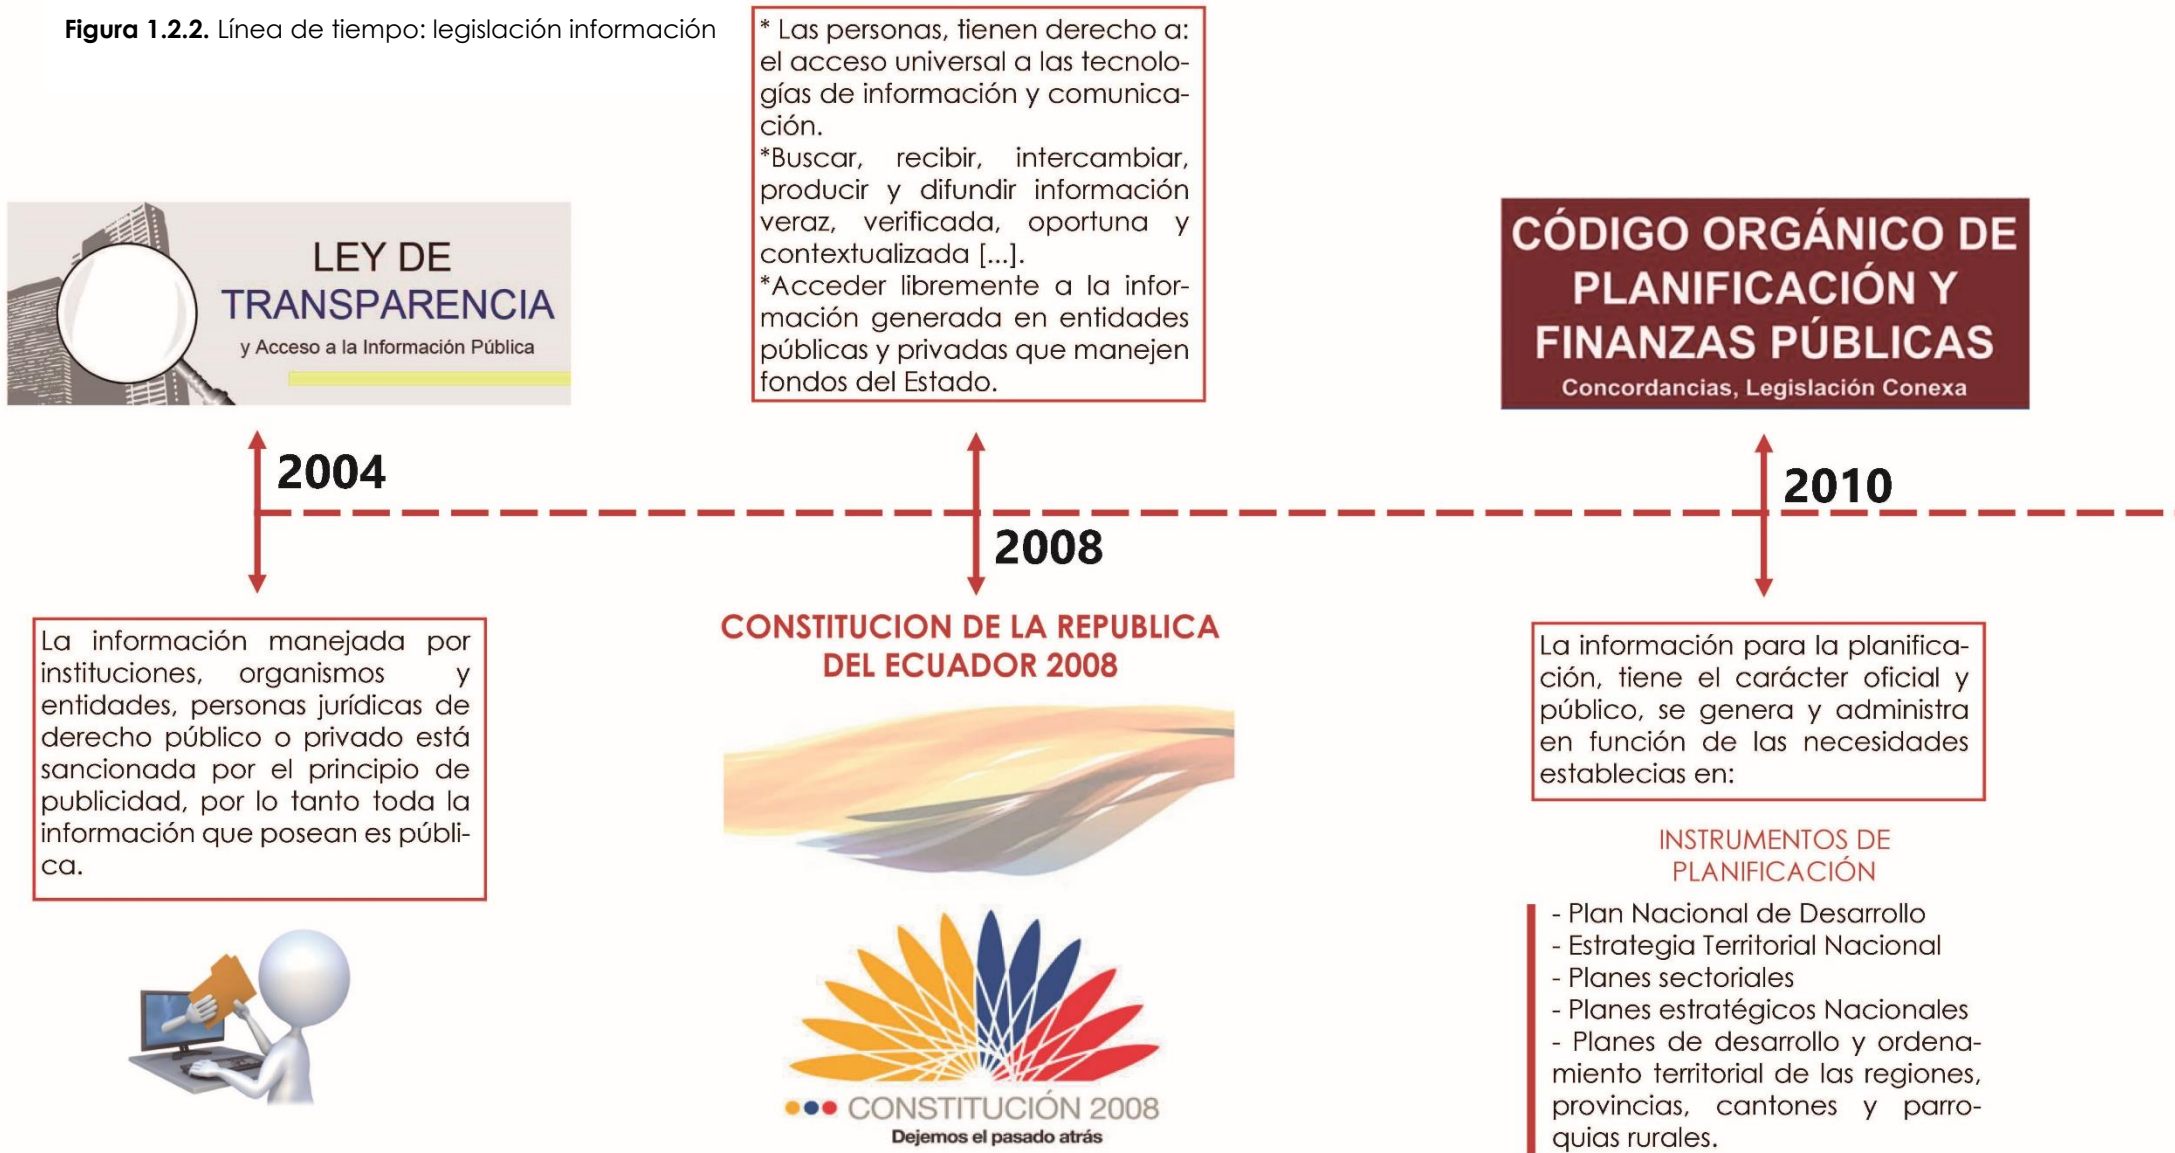 Figura 1.2.2. Línea de tiempo: legislación información
LEY DE
TRANSPARENCIA
y Acceso a la Información Pública
2004
La información manejada por
instituciones, organismos y
entidades, personas jurídicas de
derecho público o privado está
sancionada por el principio de
publicidad, por lo tanto toda la
información que posean es públi-
ca.
* Las personas, tienen derecho a:
el acceso universal a las tecnolo-
gías de información y comunica-
ción.
*Buscar, recibir, intercambiar,
producir y difundir información
veraz, verificada, oportuna y
contextualizada [...].
*Acceder libremente a la infor-
mación generada en entidades
públicas y privadas que manejen
fondos del Estado.
2008
CONSTITUCION DE LA REPUBLICA
DEL ECUADOR 2008
CONSTITUCIÓN 2008
Dejemos el pasado atrás
CÓDIGO ORGÁNICO DE
PLANIFICACIÓN Y
FINANZAS PÚBLICAS
Concordancias, Legislación Conexa
2010
La información para la planifica-
ción, tiene el carácter oficial y
público, se genera y administra
en función de las necesidades
establecias en:
INSTRUMENTOS DE
PLANIFICACIÓN
- Plan Nacional de Desarrollo
- Estrategia Territorial Nacional
- Planes sectoriales
- Planes estratégicos Nacionales
- Planes de desarrollo y ordena-
miento territorial de las regiones,
provincias, cantones y parro-
quias rurales.